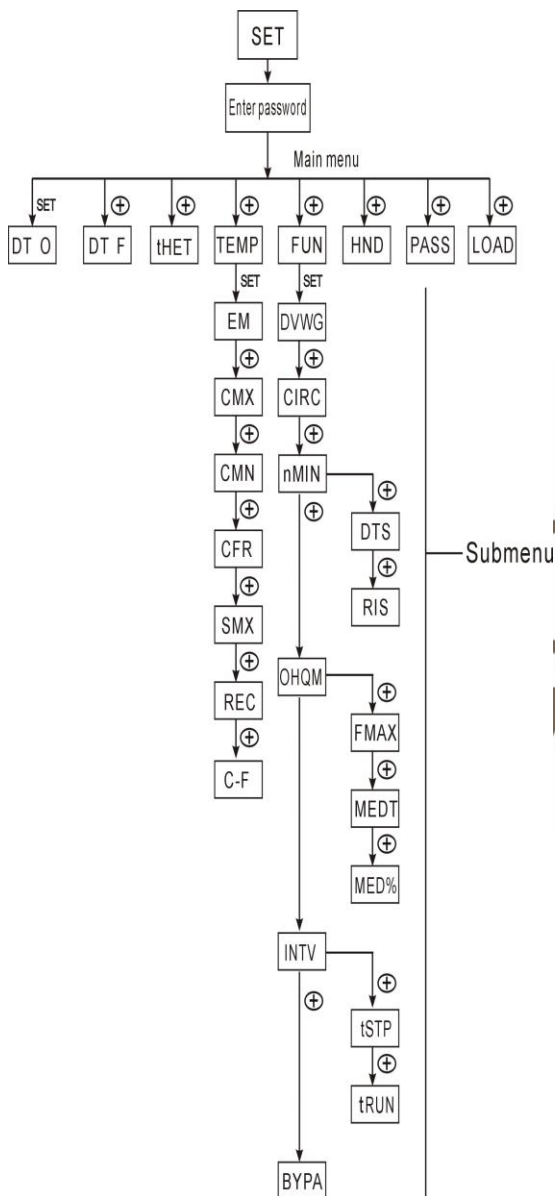 SET
Enter password
Main menu
SET
DT O DT F tHET TEMP FUN HND PASS LOAD
SET SET
EM DVWG
CMX CIRC
CMN nMIN
DTS
CFR
Submenu
RIS
SMX
OHQM
REC
FMAX
C-F
MEDT
MED%
INTV
tSTP
tRUN
BYPA